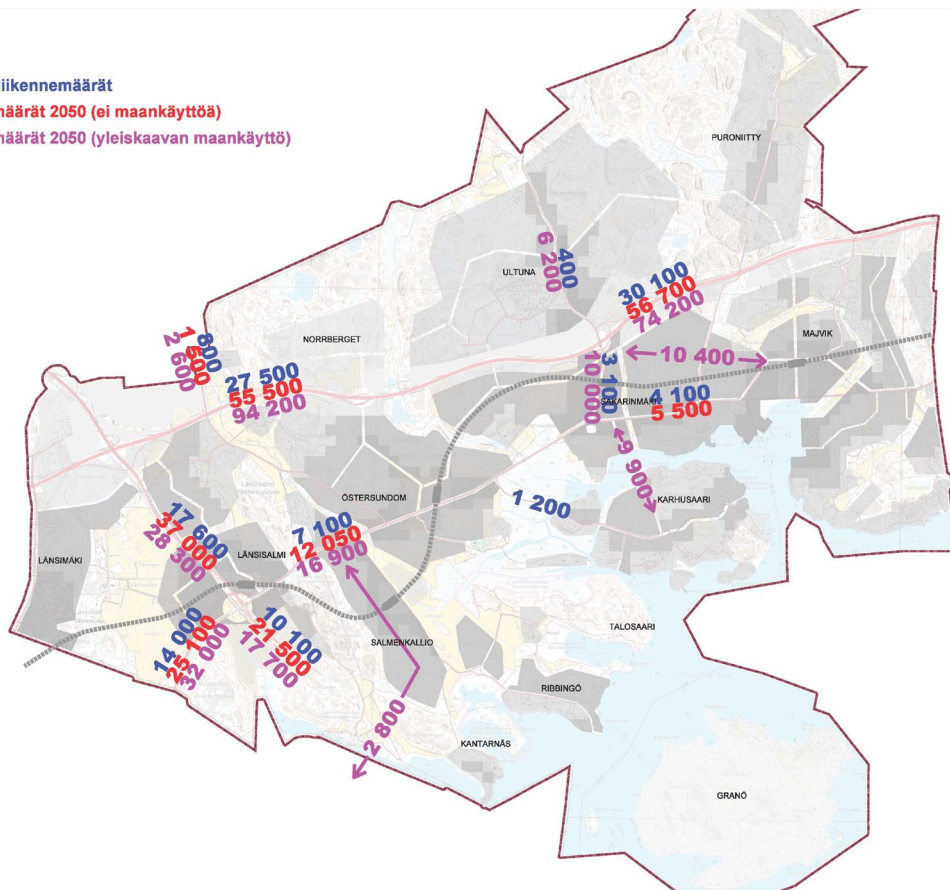 liikennemäärät
määrät 2050 (ei maankäyttöä)
määrät 2050 (yleiskaavan maankäyttö)
PURONIITTY
400
6 200
ULTUNA
30 100
56 700
74 200
NORRBERGET
MAJVIK
800
1 500
2 600
27 500
55 500
94 200
10 400
3 100
10 000
SAKARINMÄKI
4 100
5 500
9 900
KARHUSAARI
1 200
ÖSTERSUNDOM
17 600
37 000
28 300
7 100
12 050
16 900
LÄNSISALMI
LÄNSIMÄKI
14 000
25 100
32 000
10 100
21 500
17 700
SALMENKALLIO
TALOSAARI
RIBBINGÖ
2 800
KANTARNÄS
GRANÖ